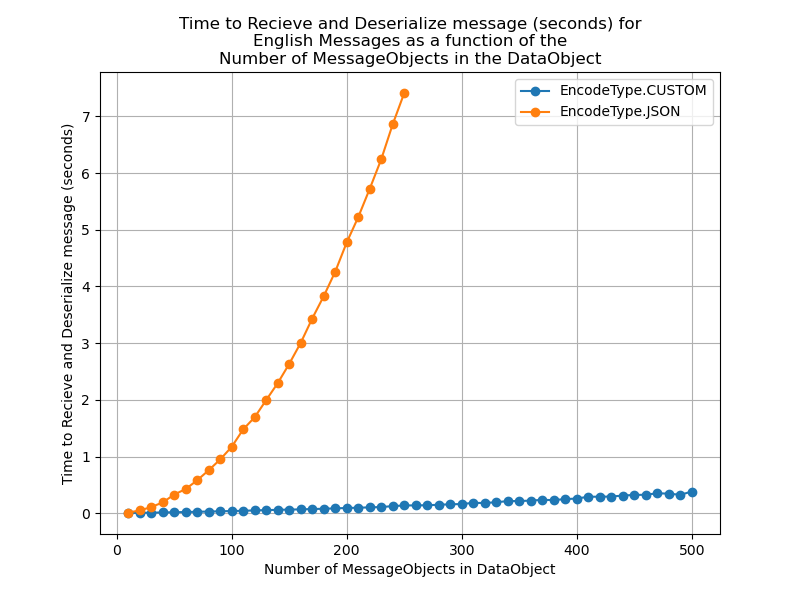 Time to Recieve and Deserialize message (seconds) for
English Messages as a function of the
Number of MessageObjects in the DataObject
EncodeType.CUSTOM
EncodeType.JSON
Time to Recieve and Deserialize message (seconds)
7
6
5
4
3
2
1
0
0 100 200 300 400 500
Number of MessageObjects in DataObject